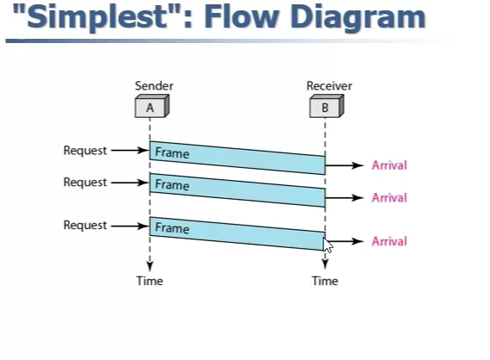 "Simplest": Flow Diagram
Sender
Receiver
A
B
Request
Frame
Arrival
Request
Frame
Arrival
Request
Frame
Arrival
Time
Time